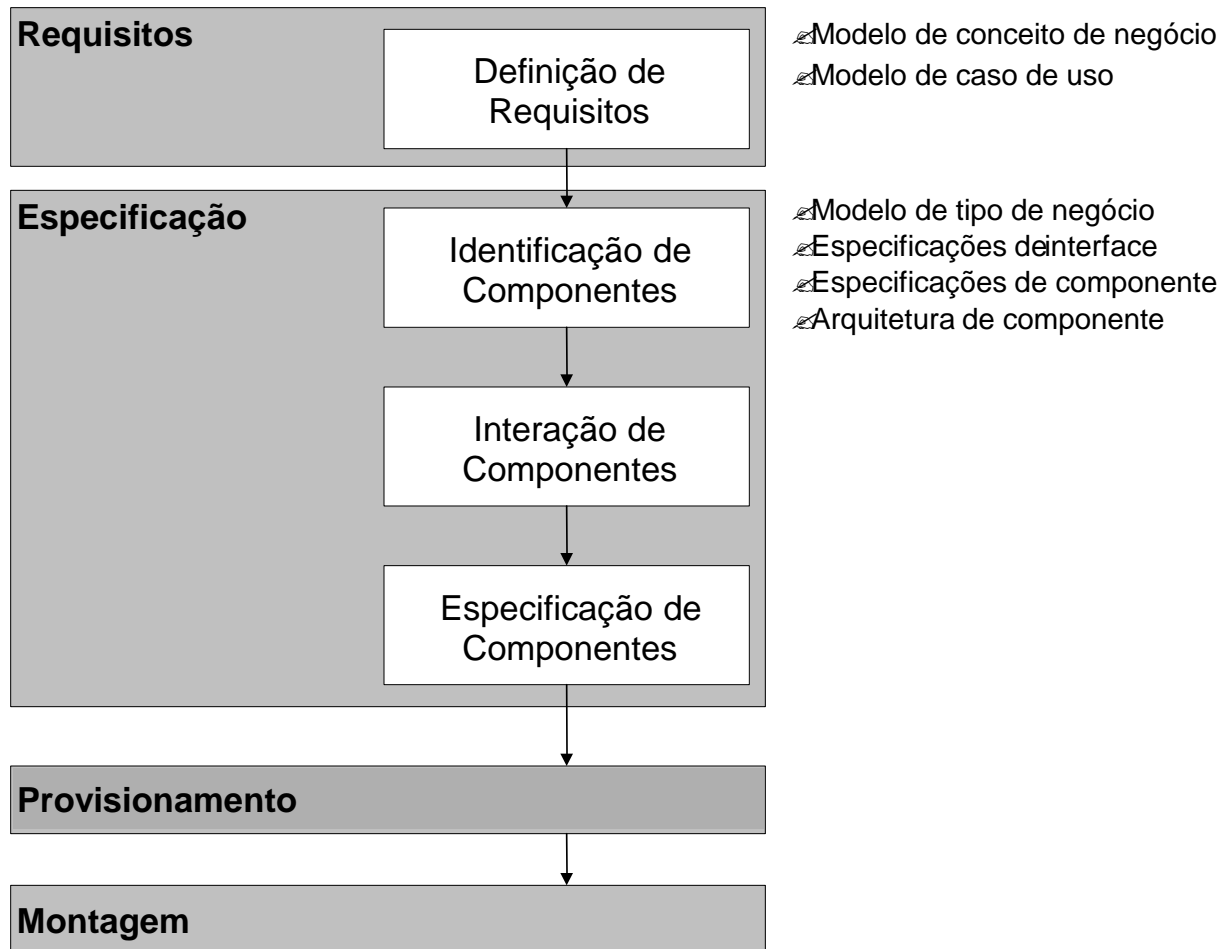 Requisitos
Definição de
Requisitos
Modelo de conceito de negócio
Modelo de caso de uso
Especificação
Identificação de
Componentes
Modelo de tipo de negócio
Especificações deinterface
Especificações de componente
Arquitetura de componente
Interação de
Componentes
Especificação de
Componentes
Provisionamento
Montagem